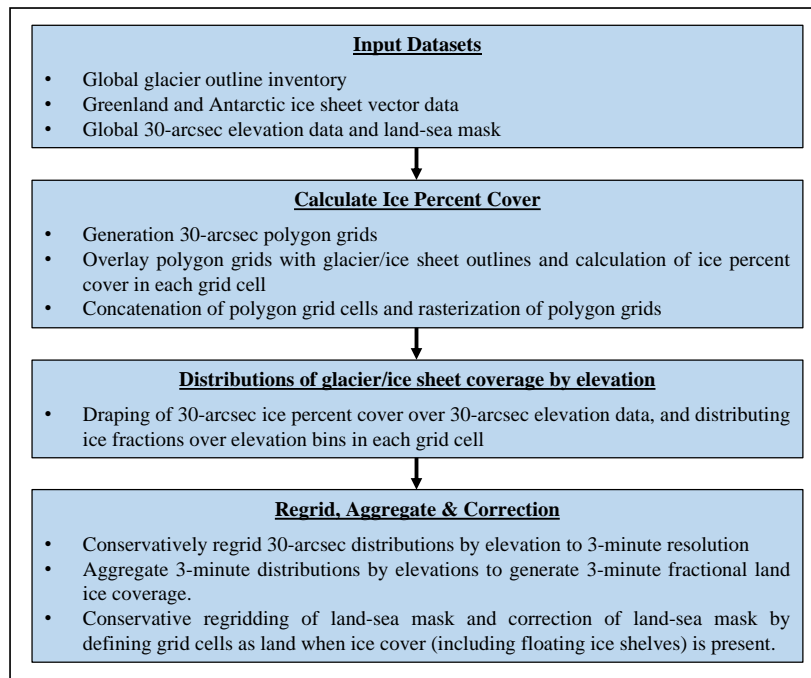 Input Datasets
• Global glacier outline inventory
• Greenland and Antarctic ice sheet vector data
• Global 30-arcsec elevation data and land-sea mask
Calculate Ice Percent Cover
• Generation 30-arcsec polygon grids
• Overlay polygon grids with glacier/ice sheet outlines and calculation of ice percent
cover in each grid cell
• Concatenation of polygon grid cells and rasterization of polygon grids
Distributions of glacier/ice sheet coverage by elevation
• Draping of 30-arcsec ice percent cover over 30-arcsec elevation data, and distributing
ice fractions over elevation bins in each grid cell
Regrid, Aggregate & Correction
• Conservatively regrid 30-arcsec distributions by elevation to 3-minute resolution
• Aggregate 3-minute distributions by elevations to generate 3-minute fractional land
ice coverage.
• Conservative regridding of land-sea mask and correction of land-sea mask by
defining grid cells as land when ice cover (including floating ice shelves) is present.